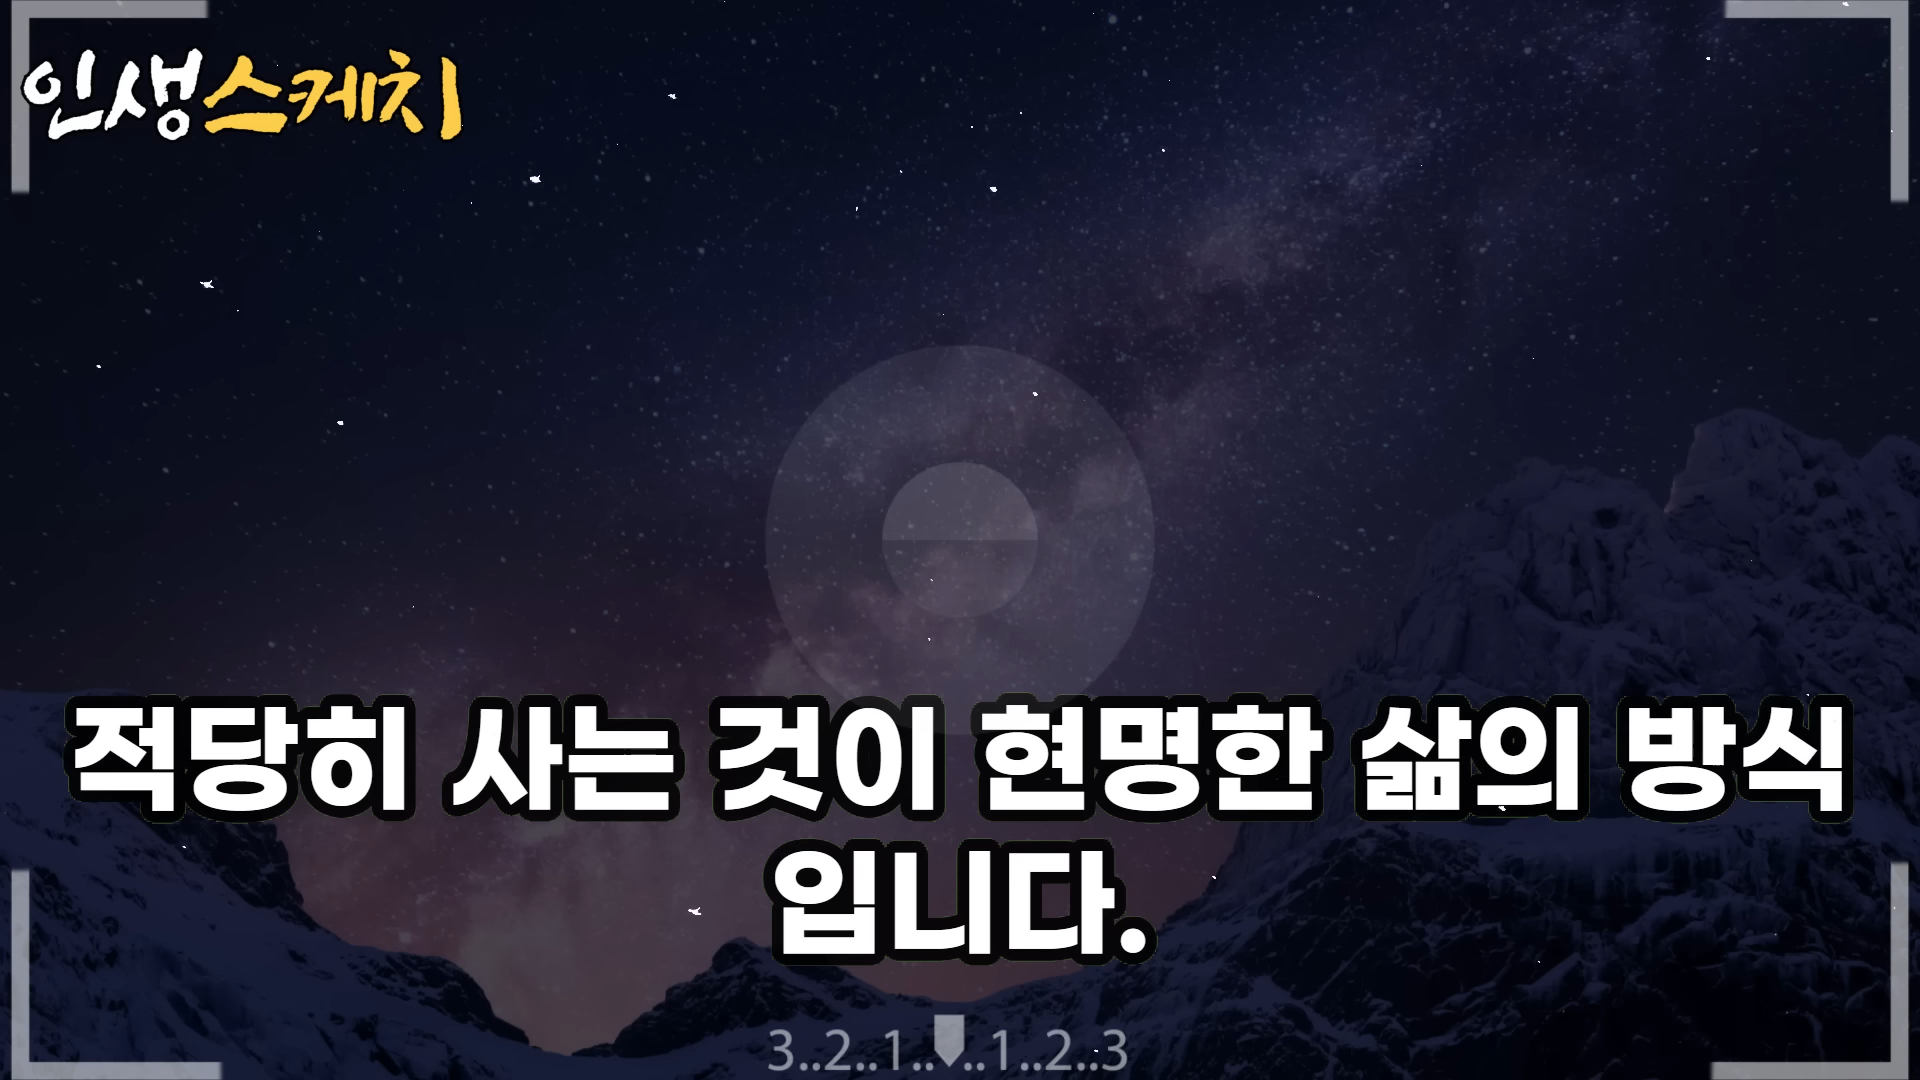 인생스케치
적당히 사는 것이 현명한 삶의 방식
입니다.
3..2..1....1..2..3